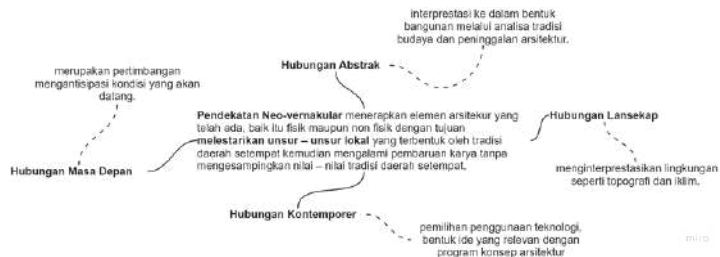 interprestasi ke dalam bentuk
bangunan melalui analisa tradisi
budaya dan peninggalan arsitektur.
Hubungan Abstrak
merupakan pertimbangan
mengantisipasi kondisi yang akan
datang.
Pendekatan Neo-vernakular menerapkan elemen arsitekur yang
telah ada, baik itu fisik maupun non fisik dengan tujuan
melestarikan unsur – unsur lokal yang terbentuk oleh tradisi
daerah setempat kemudian mengalami pembaruan karya tanpa
mengesampingkan nilai – nilai tradisi daerah setempat.
Hubungan Lansekap
Hubungan Masa Depan
menginterprestasikan lingkungan
seperti topografi dan iklim.
Hubungan Kontemporer
pemilihan penggunaan teknologi,
bentuk ide yang relevan dengan
program konsep arsitektur
miro